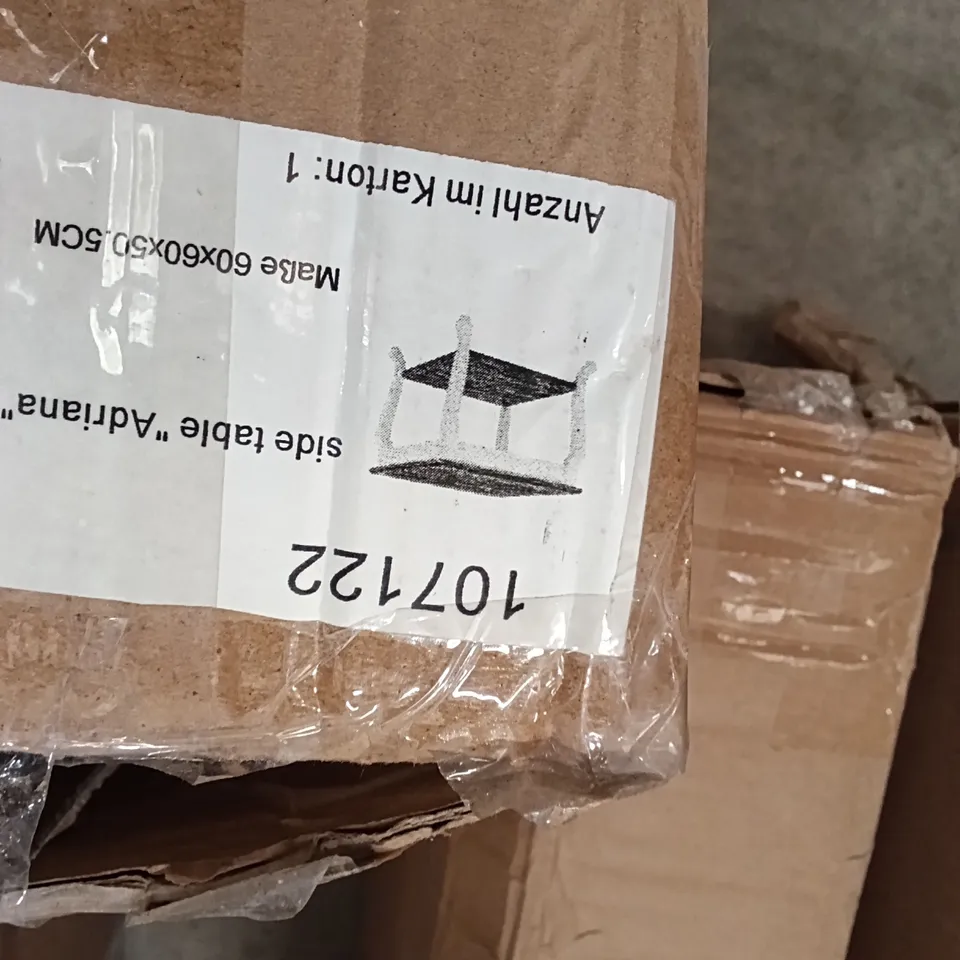 107122
side table "Adriana"
Maße 60x60x50.5CM
Anzahl im Karton: 1